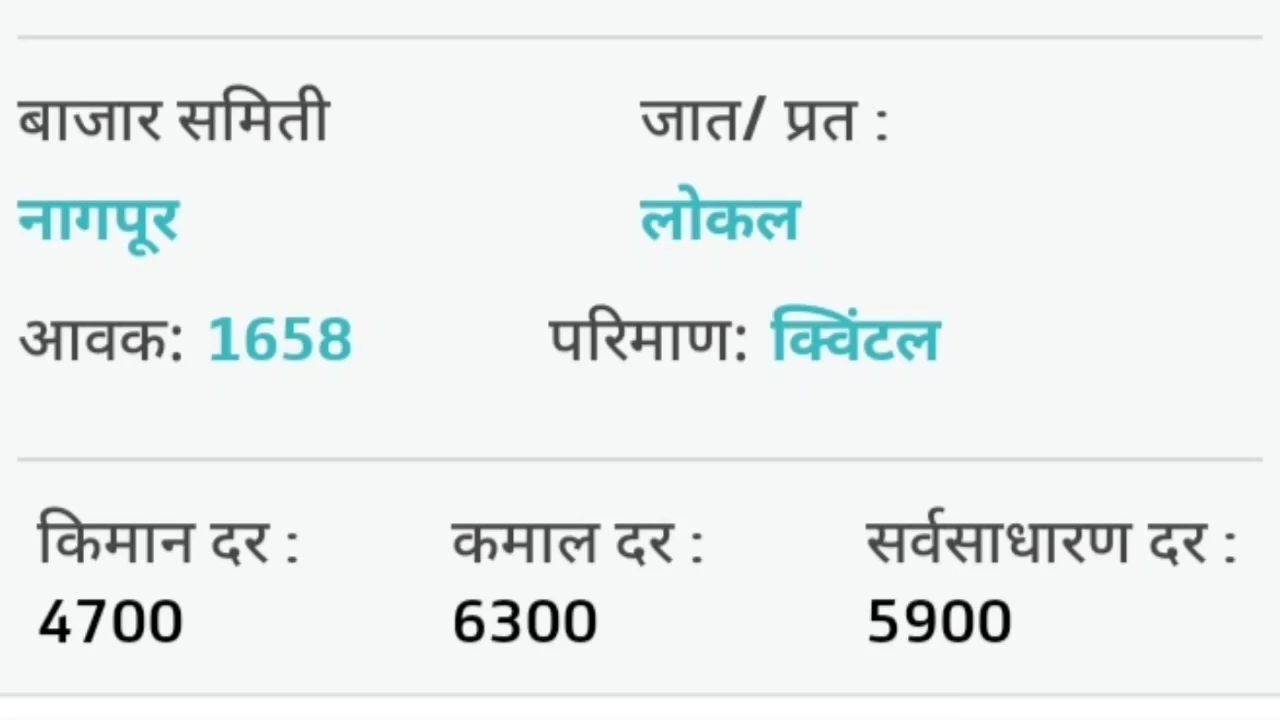 बाजार समिती जात/ प्रत :
नागपूर लोकल
आवक: 1658 परिमाण: क्विंटल
किमान दर : कमाल दर : सर्वसाधारण दर :
4700 6300 5900